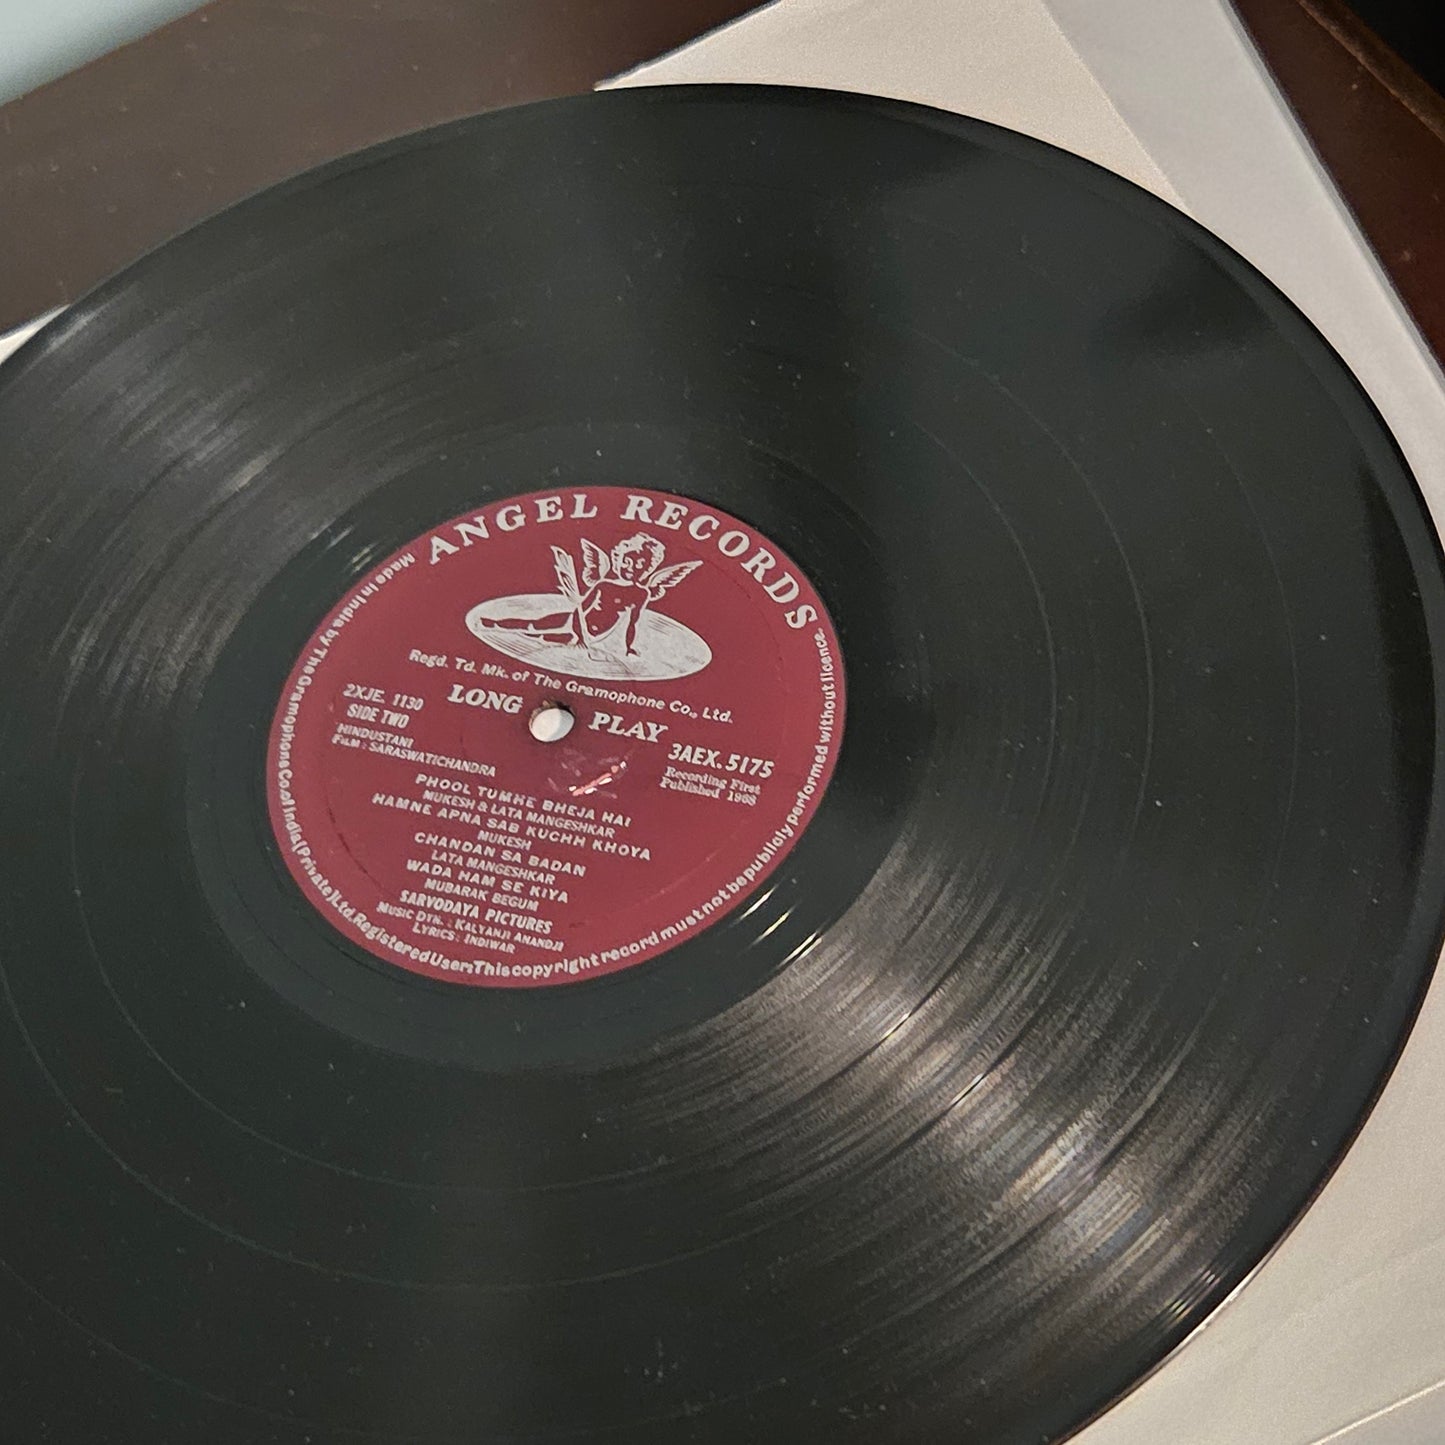 ANGEL RECORDS
Regd. Td. Mk. of The Gramophone Co., Ltd.
LONG PLAY
2XJE. 1130
SIDE TWO
3AEX. 5175
Recording First
Published 1968
HINDUSTANI
FILM : SARASWATICHANDRA
PHOOL TUMHE BHEJA HAI
MUKESH & LATA MANGESHKAR
HAMNE APNA SAB KUCHH KHOYA
MUKESH
CHANDAN SA BADAN
LATA MANGESHKAR
WADA HAM SE KIYA
MUBARAK BEGUM
SARVODAYA PICTURES
MUSIC DTN. : KALYANJI ANANDJI
LYRICS : INDIWAR
Made in India by The Gramophone Co. of India (Private) Ltd. Registered User: This copyright record must not be publicly performed without licence.